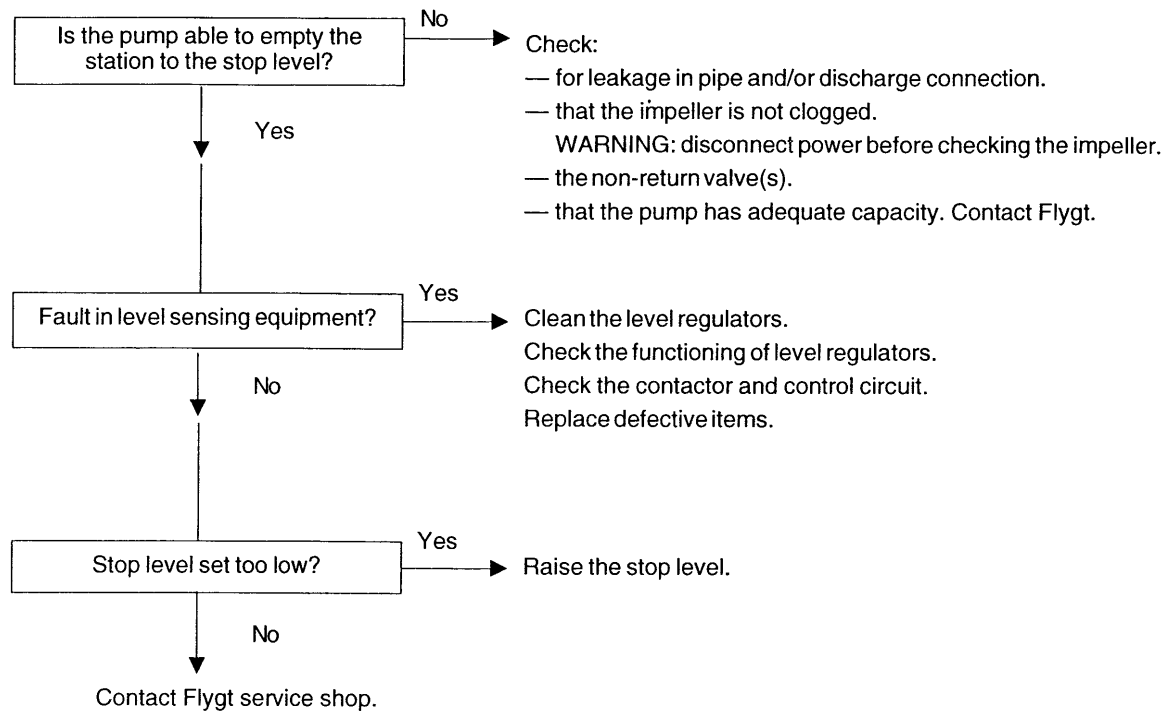 Is the pump able to empty the
station to the stop level?
No
Check:
— for leakage in pipe and/or discharge connection.
— that the impeller is not clogged.
WARNING: disconnect power before checking the impeller.
— the non-return valve(s).
— that the pump has adequate capacity. Contact Flygt.
Yes
Fault in level sensing equipment?
Yes
Clean the level regulators.
Check the functioning of level regulators.
Check the contactor and control circuit.
Replace defective items.
No
Stop level set too low?
Yes
Raise the stop level.
No
Contact Flygt service shop.